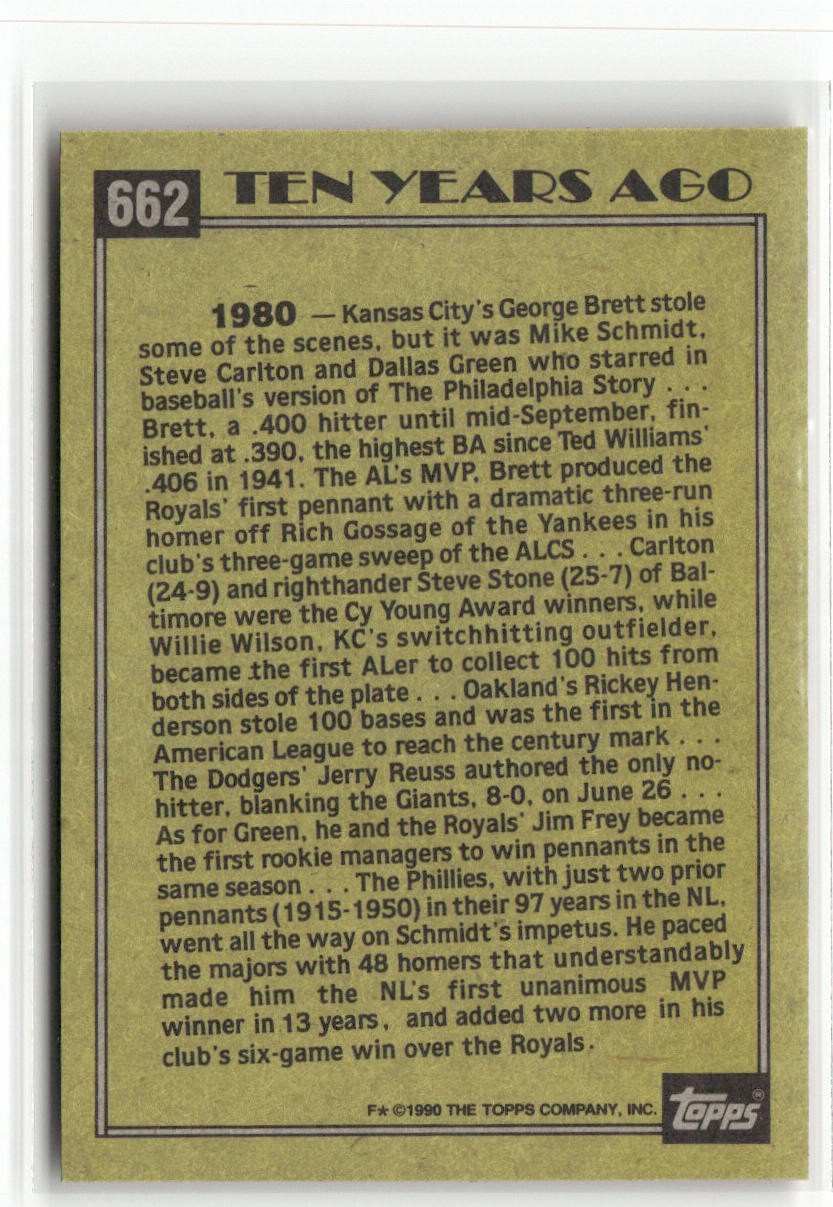 662
TEN YEARS AGO
1980 — Kansas City's George Brett stole
some of the scenes, but it was Mike Schmidt,
Steve Carlton and Dallas Green who starred in
baseball's version of The Philadelphia Story . . .
Brett, a .400 hitter until mid-September, fin-
ished at .390, the highest BA since Ted Williams'
.406 in 1941. The AL's MVP, Brett produced the
Royals' first pennant with a dramatic three-run
homer off Rich Gossage of the Yankees in his
club's three-game sweep of the ALCS . . . Carlton
(24-9) and righthander Steve Stone (25-7) of Bal-
timore were the Cy Young Award winners, while
Willie Wilson, KC's switchhitting outfielder,
became the first ALer to collect 100 hits from
both sides of the plate . . . Oakland's Rickey Hen-
derson stole 100 bases and was the first in the
American League to reach the century mark . . .
The Dodgers' Jerry Reuss authored the only no-
hitter, blanking the Giants, 8-0, on June 26 . . .
As for Green, he and the Royals' Jim Frey became
the first rookie managers to win pennants in the
same season . . . The Phillies, with just two prior
pennants (1915-1950) in their 97 years in the NL,
went all the way on Schmidt's impetus. He paced
the majors with 48 homers that understandably
made him the NL's first unanimous MVP
winner in 13 years, and added two more in his
club's six-game win over the Royals.
F★ ©1990 THE TOPPS COMPANY, INC.
TOPPS®